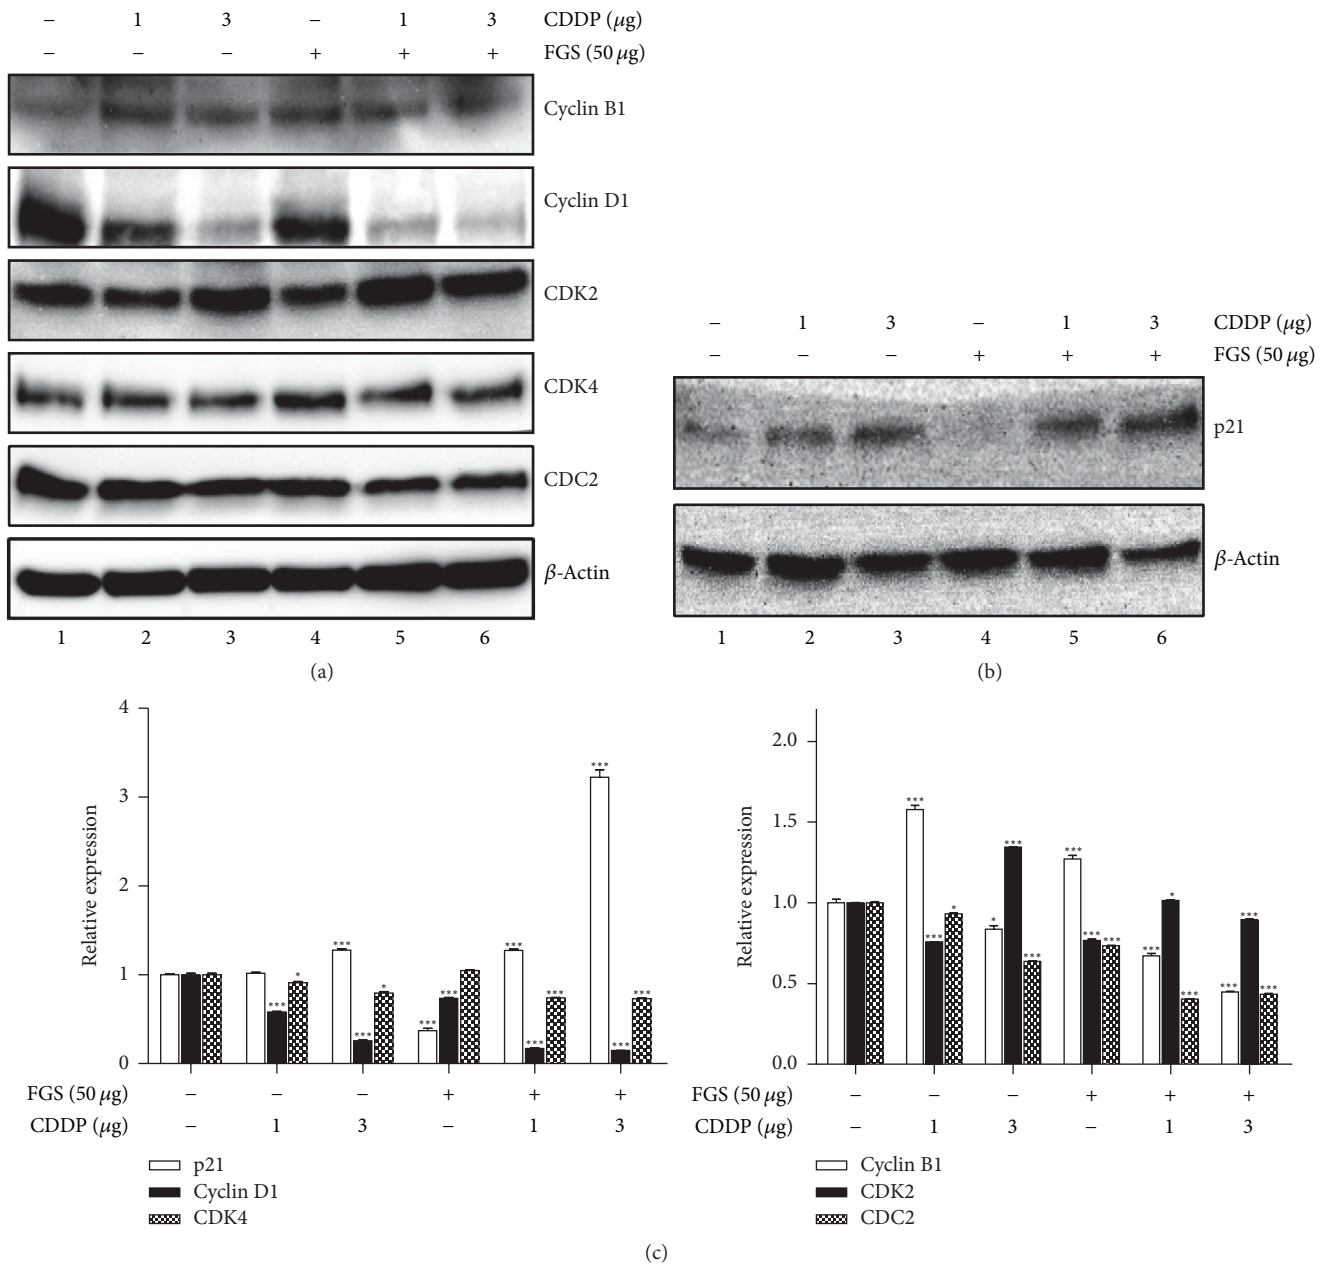 – 1 3 – 1 3 CDDP (μg)
– – – + + + FGS (50 μg)
Cyclin B1
Cyclin D1
CDK2
CDK4
CDC2
β-Actin
1 2 3 4 5 6
(a)
– 1 3 – 1 3 CDDP (μg)
– – – + + + FGS (50 μg)
p21
β-Actin
1 2 3 4 5 6
(b)
4
3
2
1
0
Relative expression
***
*
***
***
*
***
***
***
***
***
***
***
***
FGS (50 μg) – – – + + +
CDDP (μg) – 1 3 – 1 3
p21
Cyclin D1
CDK4
2.0
1.5
1.0
0.5
0.0
Relative expression
***
***
*
*
***
***
***
***
***
***
*
***
***
***
***
FGS (50 μg) – – – + + +
CDDP (μg) – 1 3 – 1 3
Cyclin B1
CDK2
CDC2
(c)